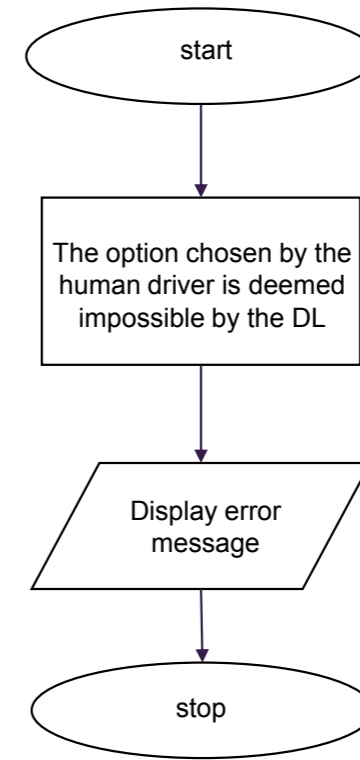 start
The option chosen by the
human driver is deemed
impossible by the DL
Display error
message
stop